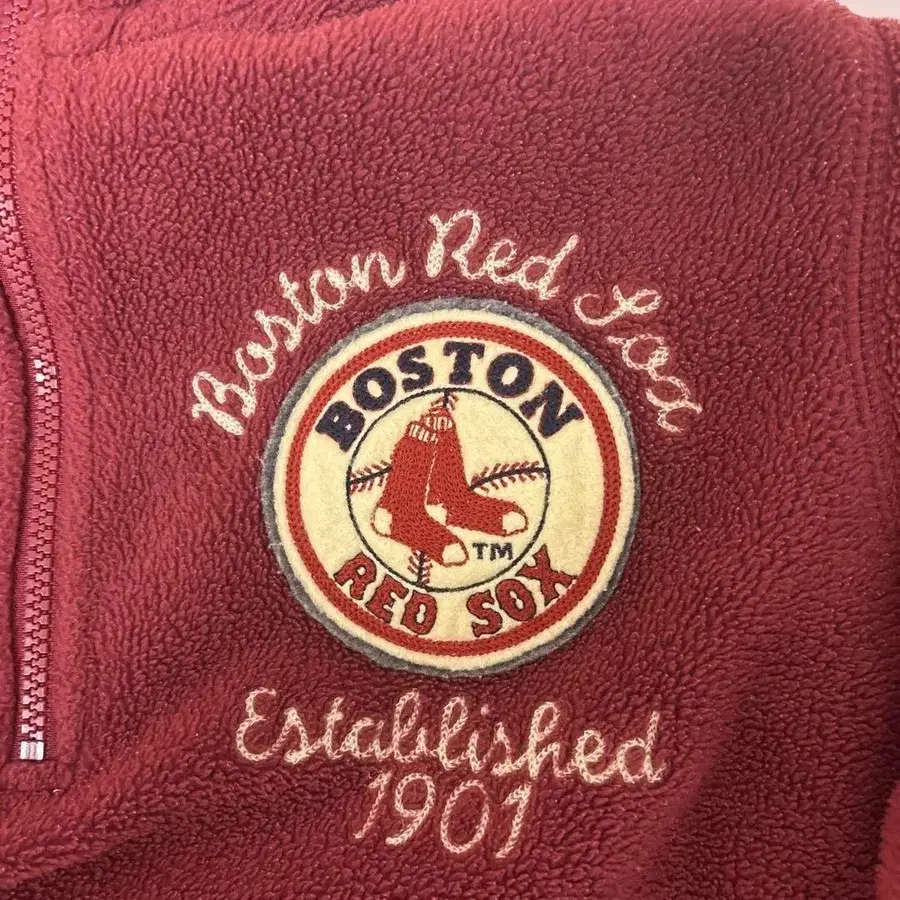 Boston Red Sox
BOSTON
TM
RED SOX
Established
1901